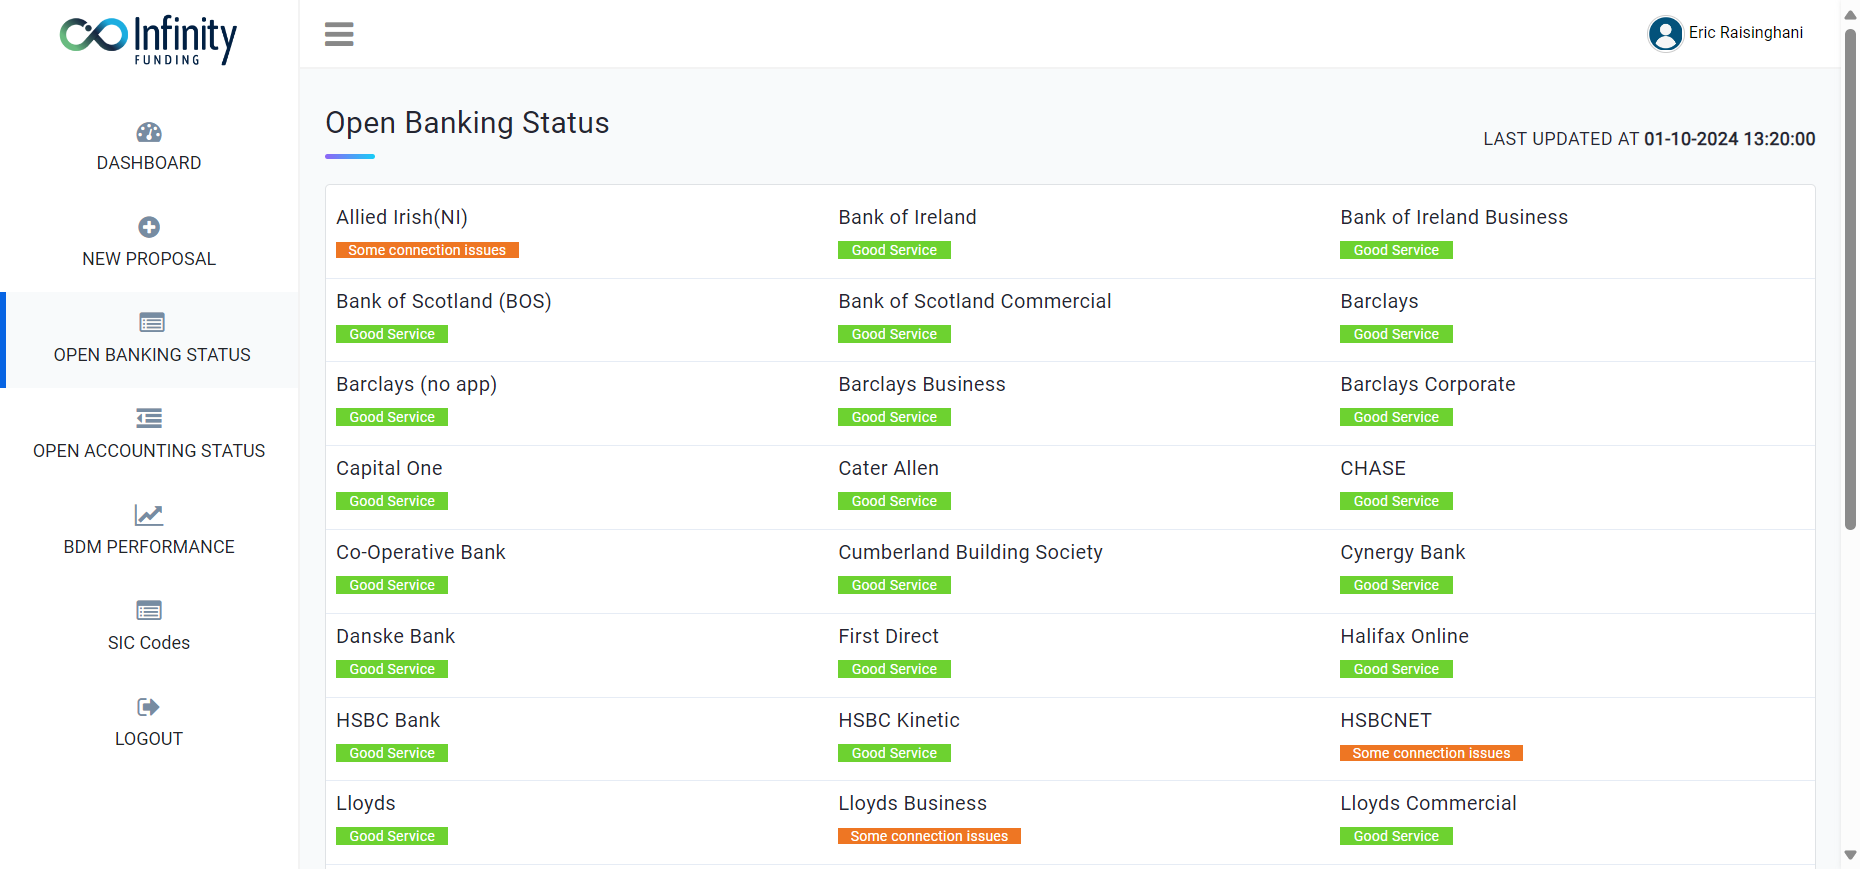 Infinity
FUNDING
Eric Raisinghani
DASHBOARD
NEW PROPOSAL
OPEN BANKING STATUS
OPEN ACCOUNTING STATUS
BDM PERFORMANCE
SIC Codes
LOGOUT
Open Banking Status
LAST UPDATED AT 01-10-2024 13:20:00
Allied Irish(NI)
Some connection issues
Bank of Ireland
Good Service
Bank of Ireland Business
Good Service
Bank of Scotland (BOS)
Good Service
Bank of Scotland Commercial
Good Service
Barclays
Good Service
Barclays (no app)
Good Service
Barclays Business
Good Service
Barclays Corporate
Good Service
Capital One
Good Service
Cater Allen
Good Service
CHASE
Good Service
Co-Operative Bank
Good Service
Cumberland Building Society
Good Service
Cynergy Bank
Good Service
Danske Bank
Good Service
First Direct
Good Service
Halifax Online
Good Service
HSBC Bank
Good Service
HSBC Kinetic
Good Service
HSBCNET
Some connection issues
Lloyds
Good Service
Lloyds Business
Some connection issues
Lloyds Commercial
Good Service